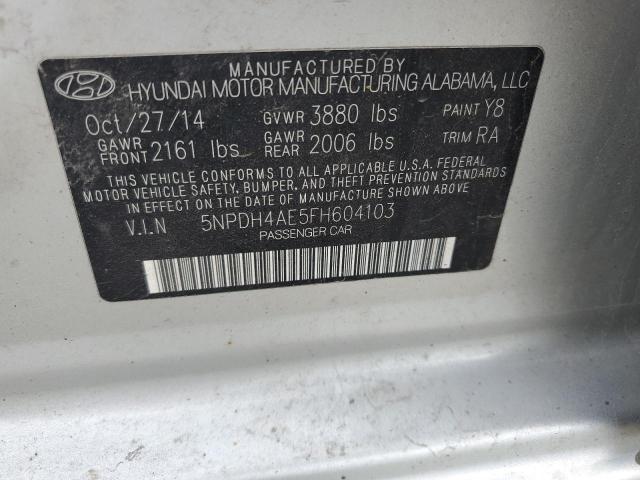 MANUFACTURED BY
HYUNDAI MOTOR MANUFACTURING ALABAMA, LLC
Oct/27/14 GVWR 3880 lbs PAINT Y8
GAWR FRONT 2161 lbs GAWR REAR 2006 lbs TRIM RA
THIS VEHICLE CONFORMS TO ALL APPLICABLE U.S.A. FEDERAL
MOTOR VEHICLE SAFETY, BUMPER, AND THEFT PREVENTION STANDARDS
IN EFFECT ON THE DATE OF MANUFACTURE SHOWN ABOVE.
V.I.N 5NPDH4AE5FH604103
PASSENGER CAR